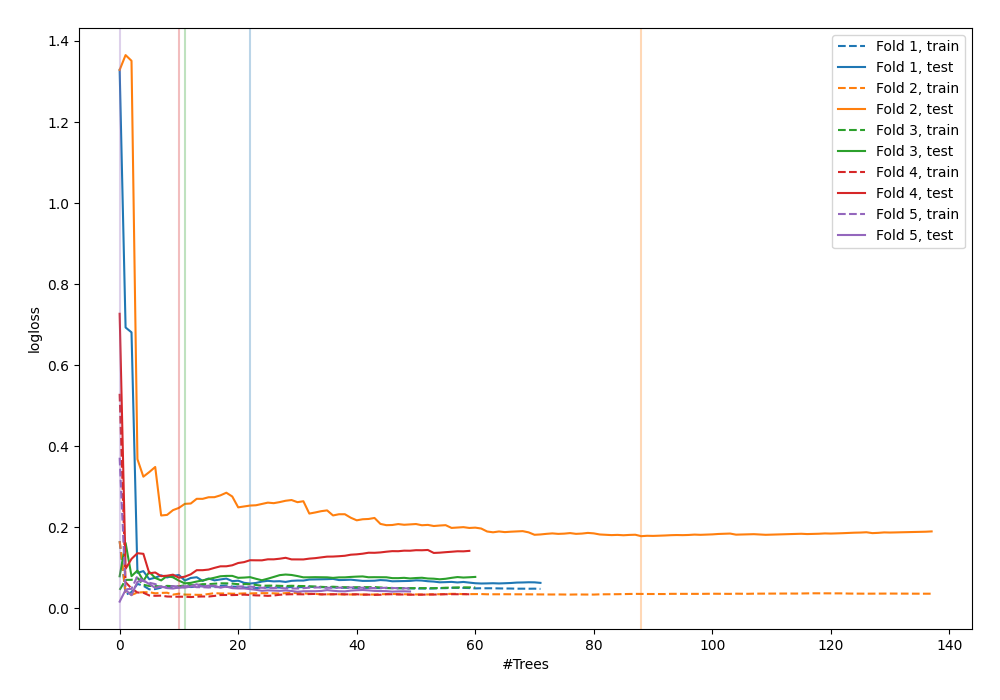 1.4
1.2
1.0
0.8
0.6
0.4
0.2
0.0
logloss
0
20
40
60
80
100
120
140
#Trees
Fold 1, train
Fold 1, test
Fold 2, train
Fold 2, test
Fold 3, train
Fold 3, test
Fold 4, train
Fold 4, test
Fold 5, train
Fold 5, test